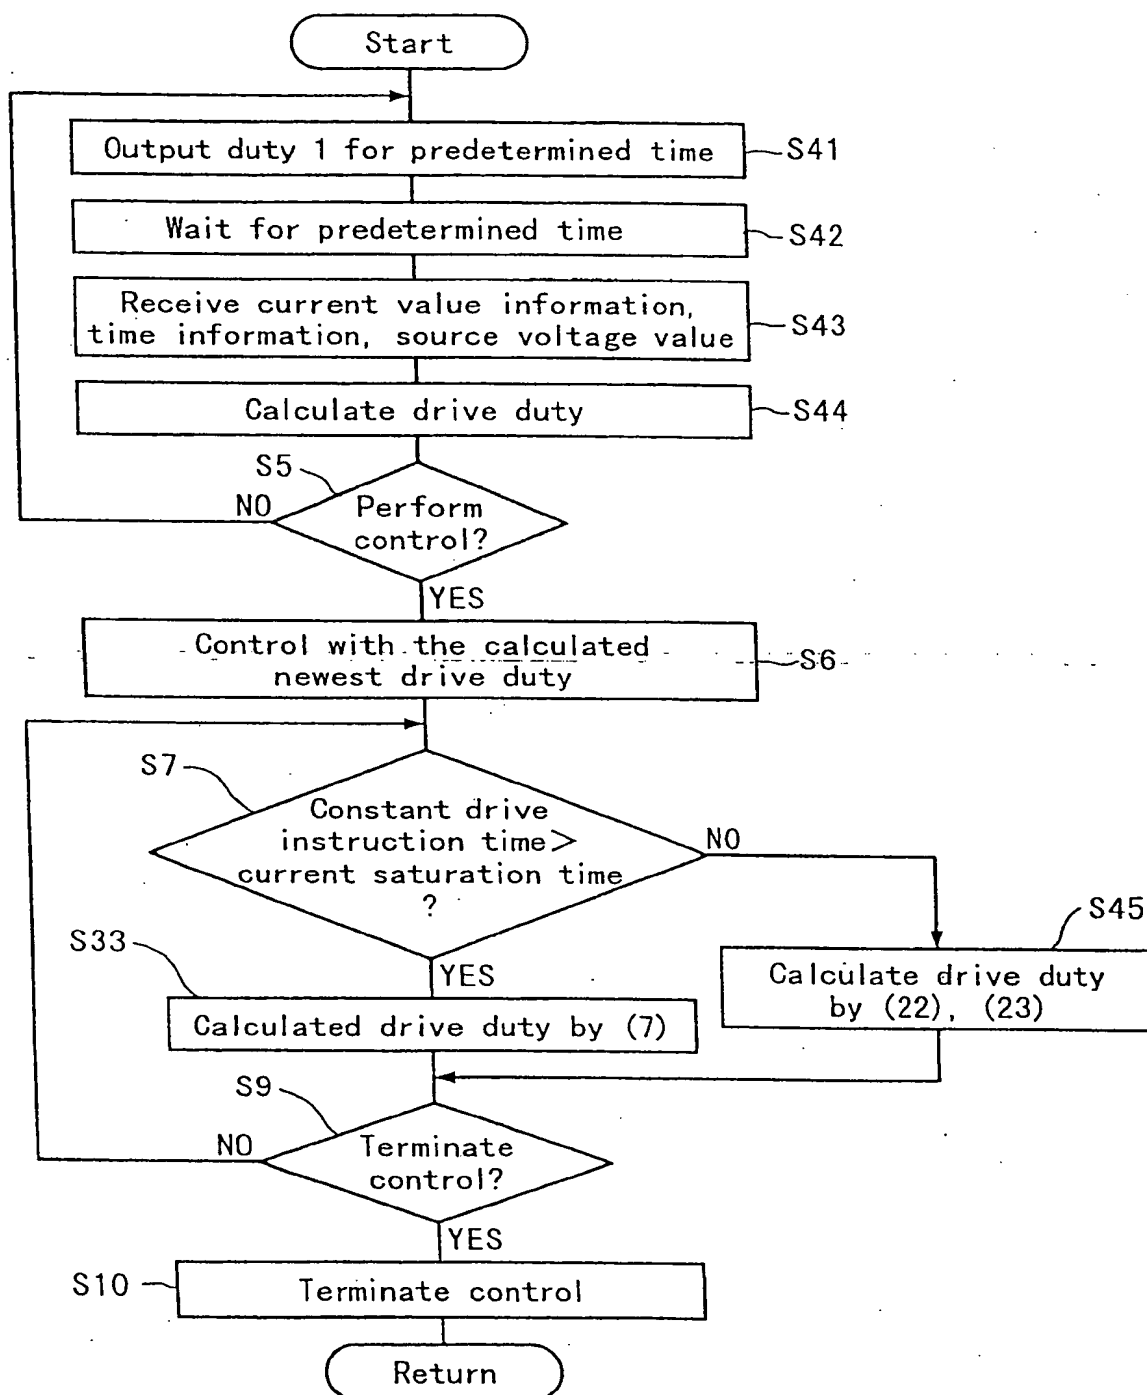 Start
Output duty 1 for predetermined time
S41
Wait for predetermined time
S42
Receive current value information,
time information, source voltage value
S43
Calculate drive duty
S44
S5
NO
Perform
control?
YES
Control with the calculated
newest drive duty
S6
S7
Constant drive
instruction time>
current saturation time
?
NO
S45
S33
YES
Calculate drive duty
by (22), (23)
Calculated drive duty by (7)
S9
NO
Terminate
control?
YES
S10
Terminate control
Return